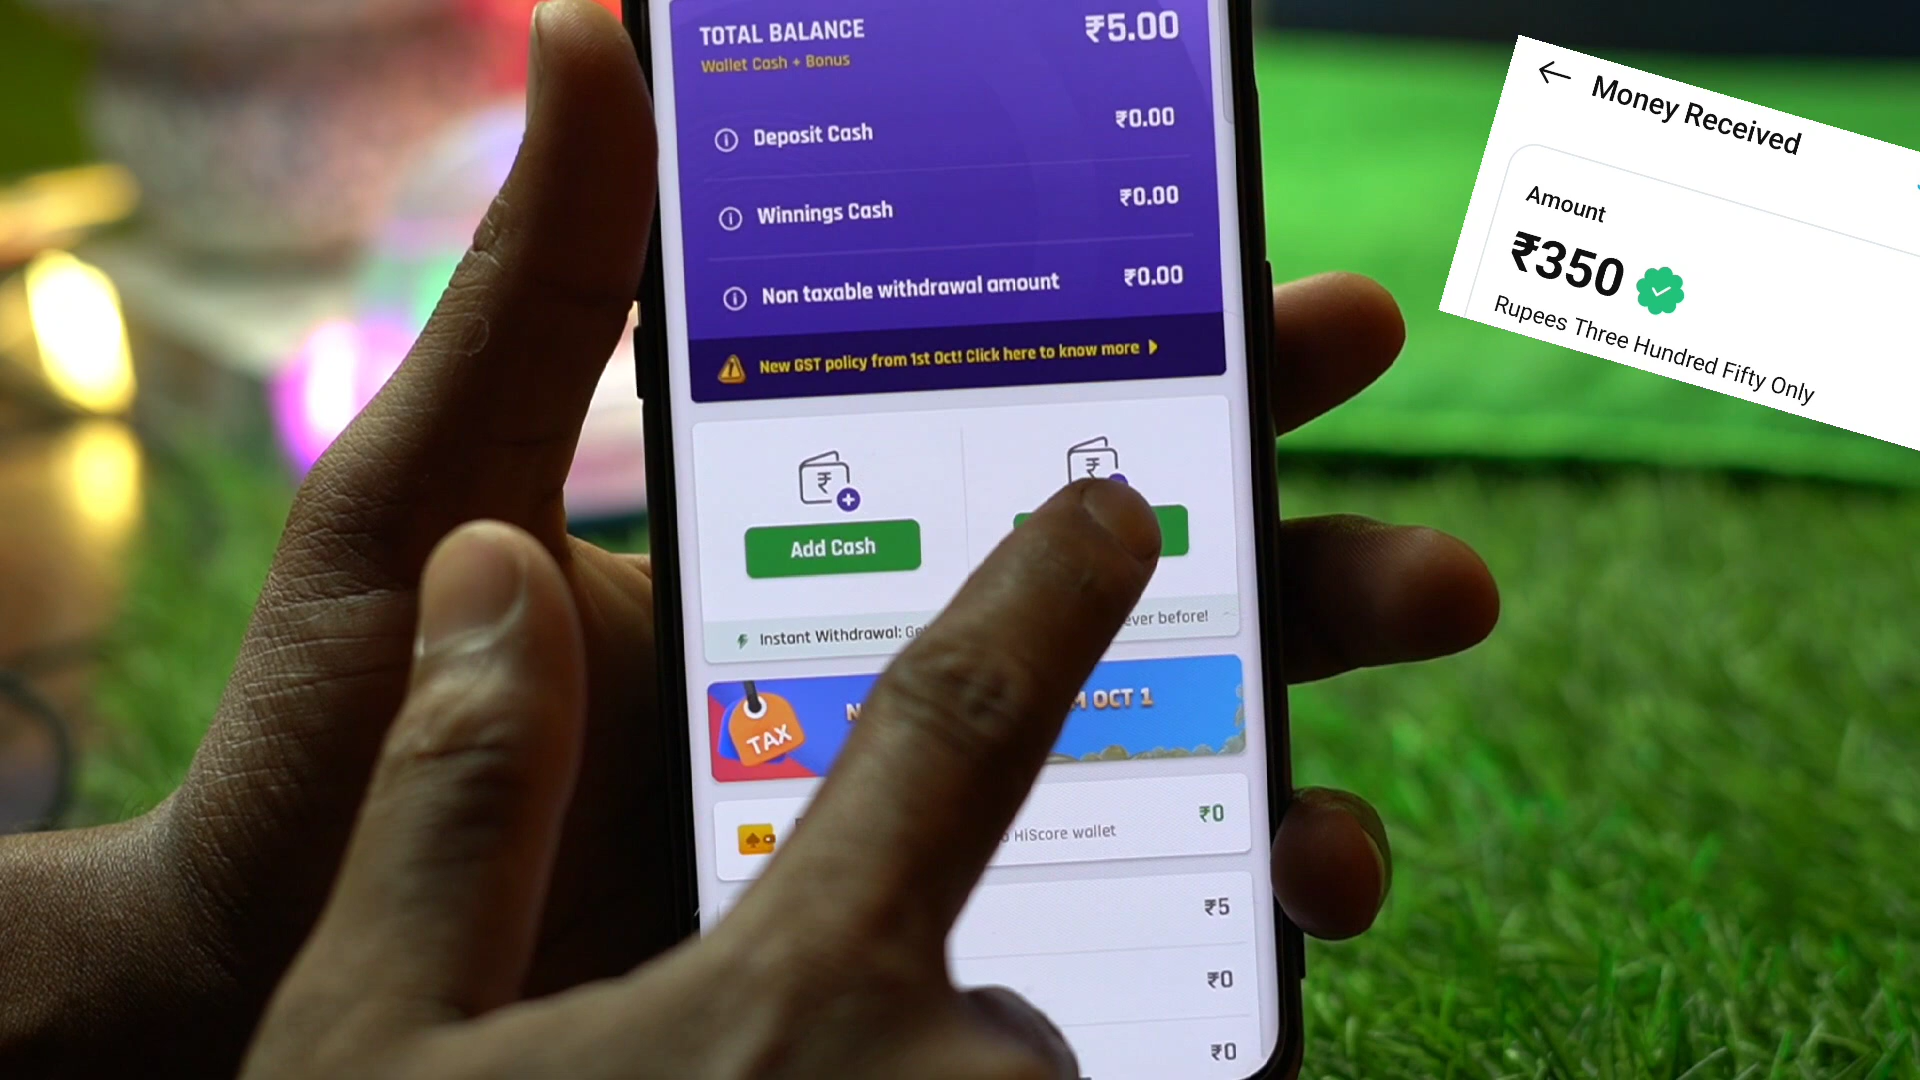 TOTAL BALANCE ₹5.00
Wallet Cash + Bonus
Deposit Cash ₹0.00
Winnings Cash ₹0.00
Non taxable withdrawal amount ₹0.00
New GST policy from 1st Oct! Click here to know more
Add Cash
Instant Withdrawal: ever before!
TAX OCT 1
₹0
HiScore wallet
₹5
₹0
₹0
Money Received
Amount
₹350
Rupees Three Hundred Fifty Only